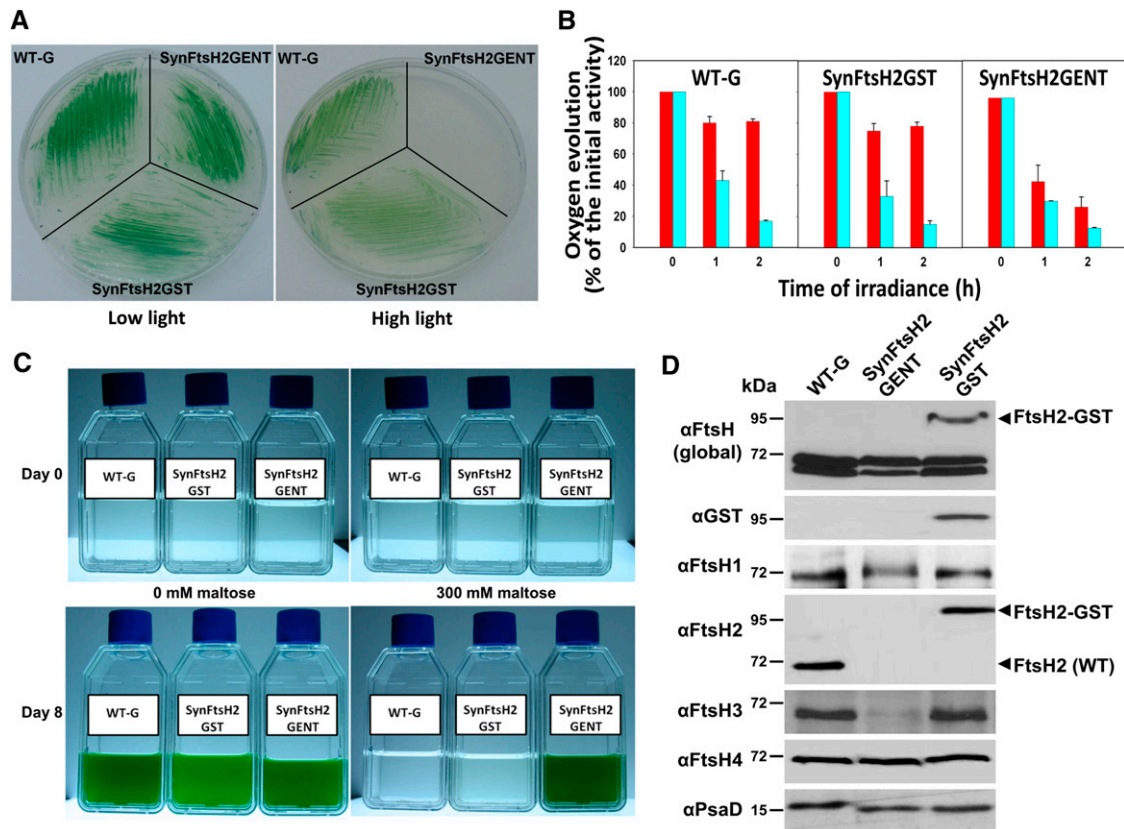 A
WT-G
SynFtsH2GENT
SynFtsH2GST
Low light
WT-G
SynFtsH2GENT
SynFtsH2GST
High light
B
Oxygen evolution
(% of the initial activity)
120
100
80
60
40
20
0
WT-G
SynFtsH2GST
SynFtsH2GENT
0 1 2 0 1 2 0 1 2
Time of irradiance (h)
C
Day 0
WT-G
SynFtsH2
GST
SynFtsH2
GENT
WT-G
SynFtsH2
GST
SynFtsH2
GENT
0 mM maltose
300 mM maltose
Day 8
WT-G
SynFtsH2
GST
SynFtsH2
GENT
WT-G
SynFtsH2
GST
SynFtsH2
GENT
D
kDa
WT-G
SynFtsH2
GENT
SynFtsH2
GST
αFtsH
(global)
95
72
FtsH2-GST
αGST
95
αFtsH1
72
αFtsH2
95
72
FtsH2-GST
FtsH2 (WT)
αFtsH3
72
αFtsH4
72
αPsaD
15